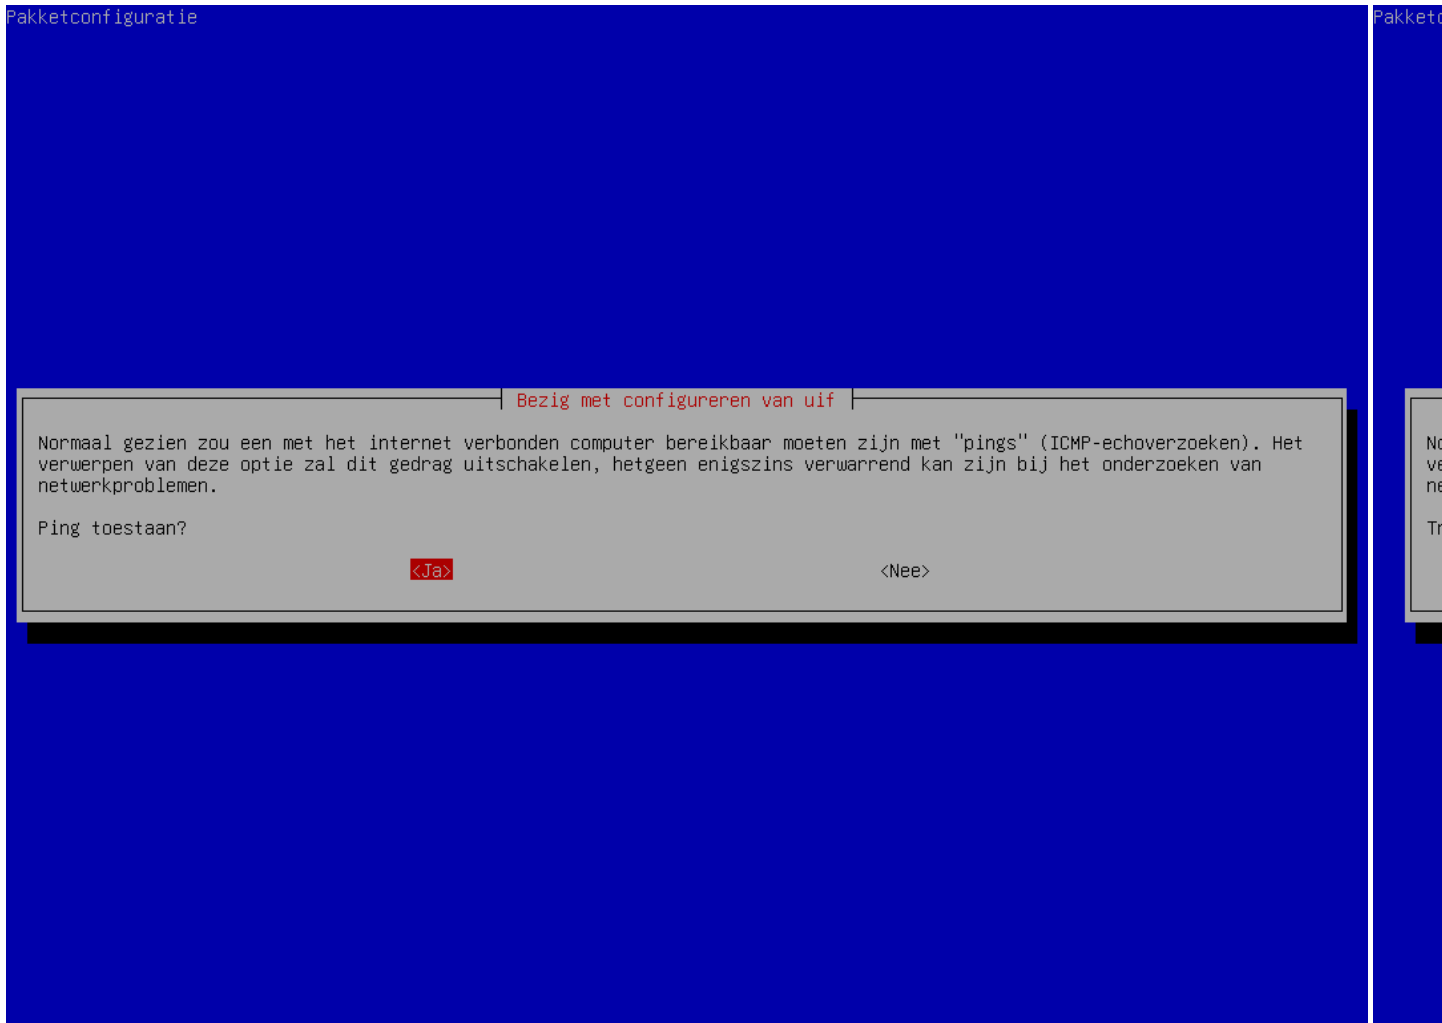 Pakketconfiguratie
Bezig met configureren van uif
Normaal gezien zou een met het internet verbonden computer bereikbaar moeten zijn met "pings" (ICMP-echoverzoeken). Het
verwerpen van deze optie zal dit gedrag uitschakelen, hetgeen enigszins verwarrend kan zijn bij het onderzoeken van
netwerkproblemen.
Ping toestaan?
<Ja> <Nee>